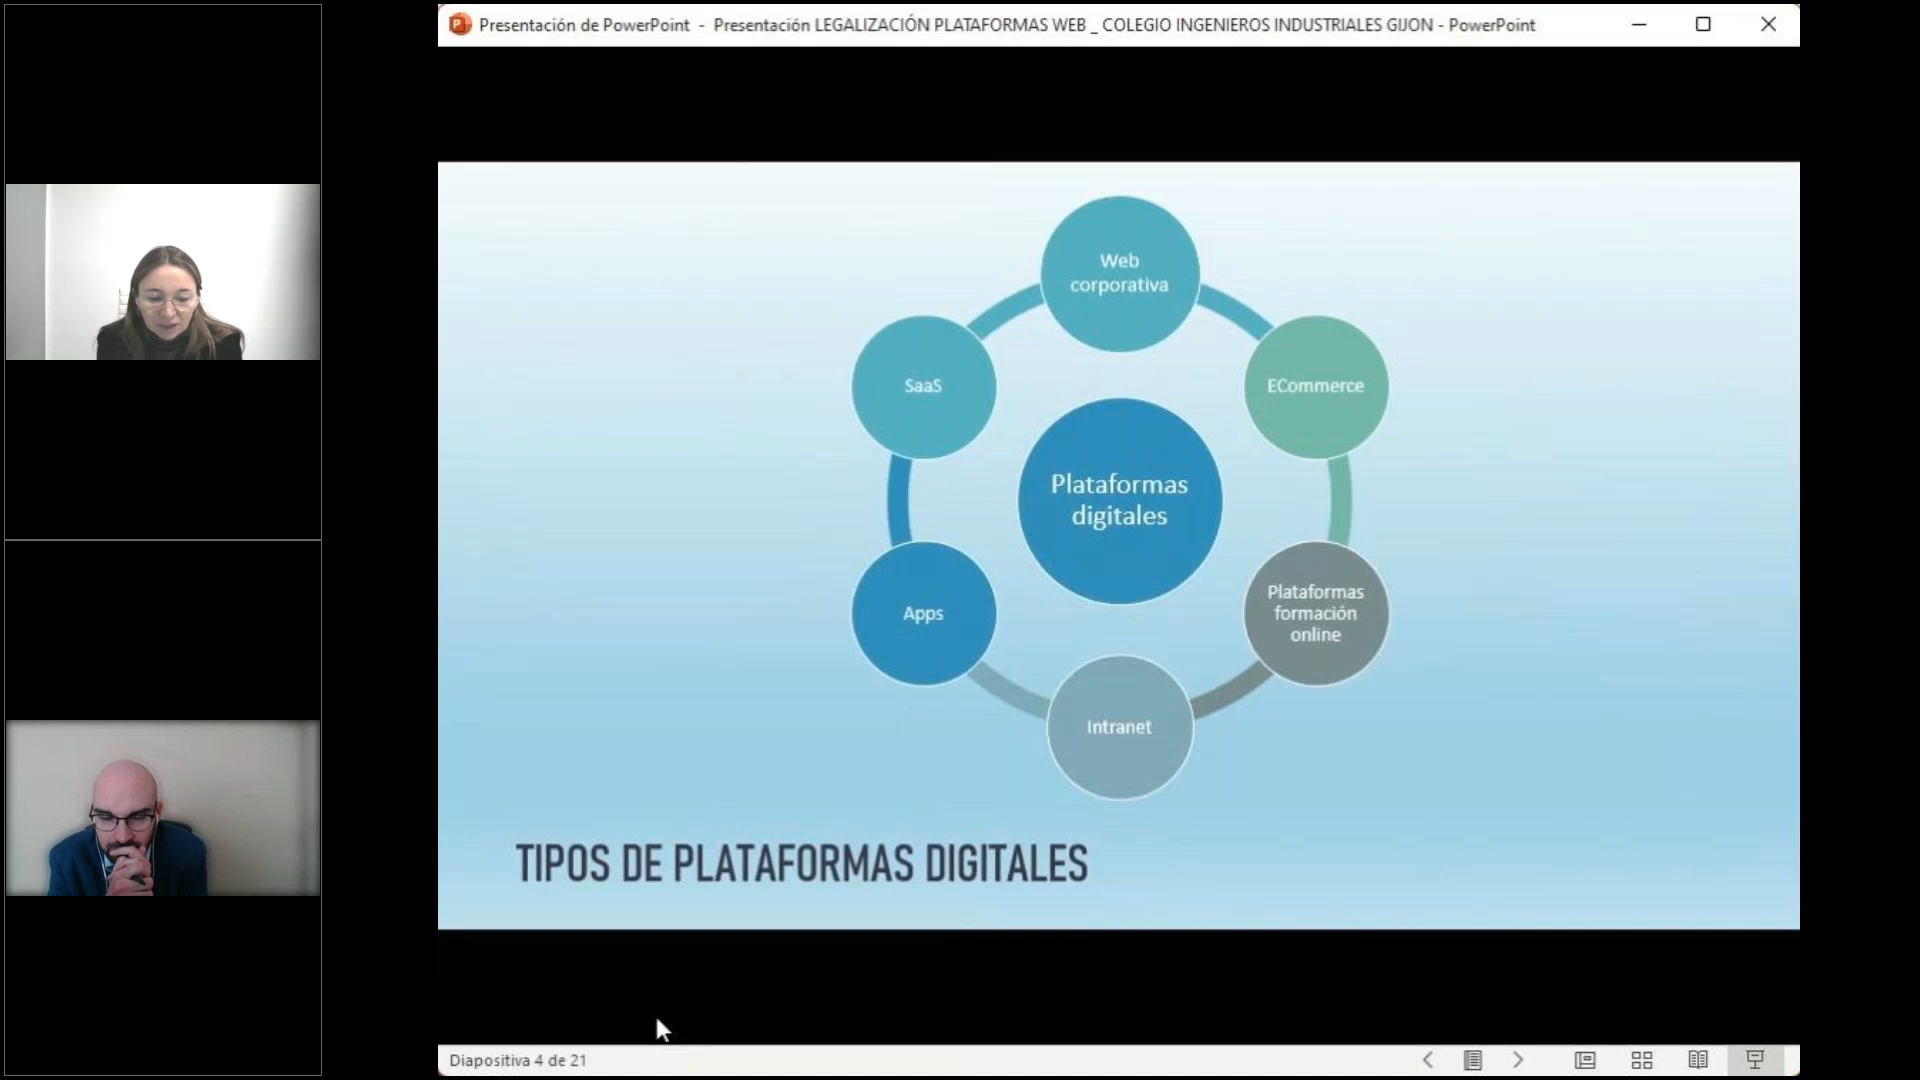 Presentación de PowerPoint - Presentación LEGALIZACIÓN PLATAFORMAS WEB _ COLEGIO INGENIEROS INDUSTRIALES GIJON - PowerPoint
Web
corporativa
SaaS
ECommerce
Plataformas
digitales
Apps
Plataformas
formación
online
Intranet
TIPOS DE PLATAFORMAS DIGITALES
Diapositiva 4 de 21